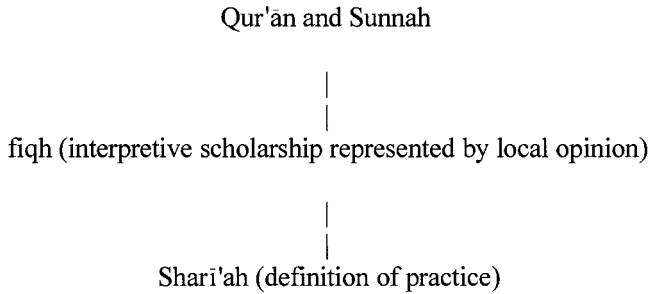 Qur'ān and Sunnah
fiqh (interpretive scholarship represented by local opinion)
Sharī'ah (definition of practice)